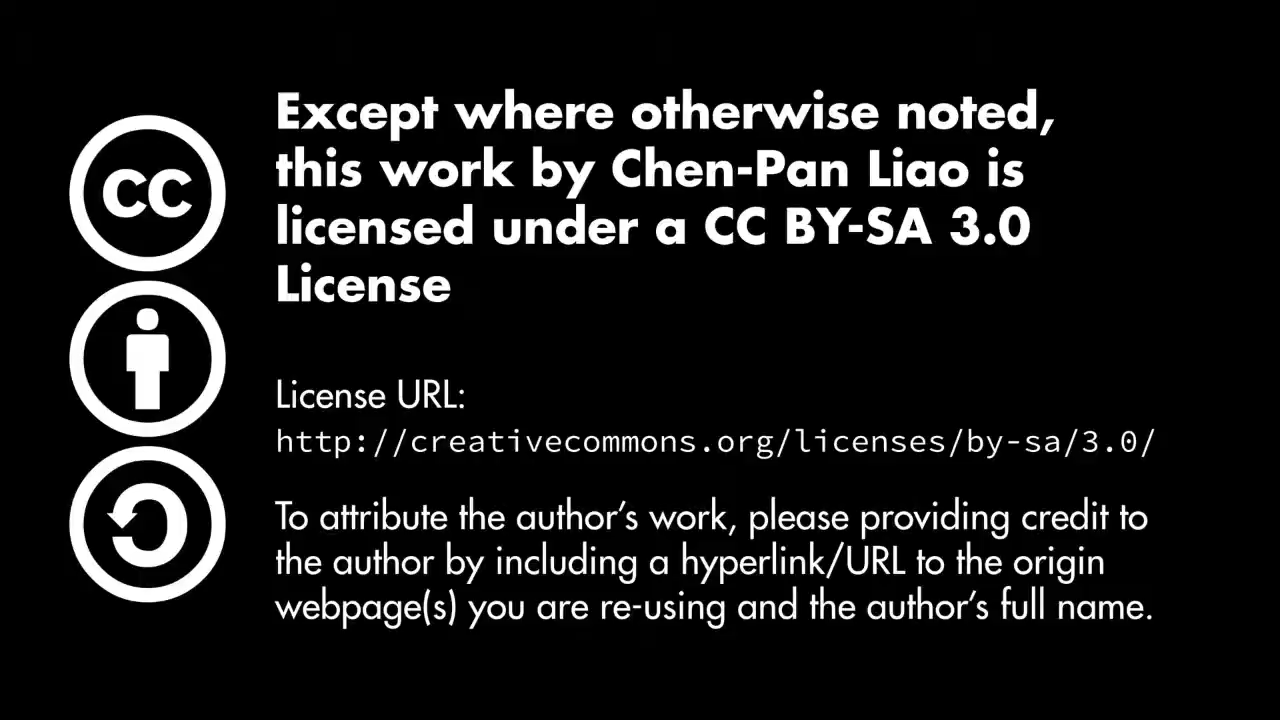 cc
Except where otherwise noted,
this work by Chen-Pan Liao is
licensed under a CC BY-SA 3.0
License
License URL:
http://creativecommons.org/licenses/by-sa/3.0/
To attribute the author’s work, please providing credit to
the author by including a hyperlink/URL to the origin
webpage(s) you are re-using and the author’s full name.